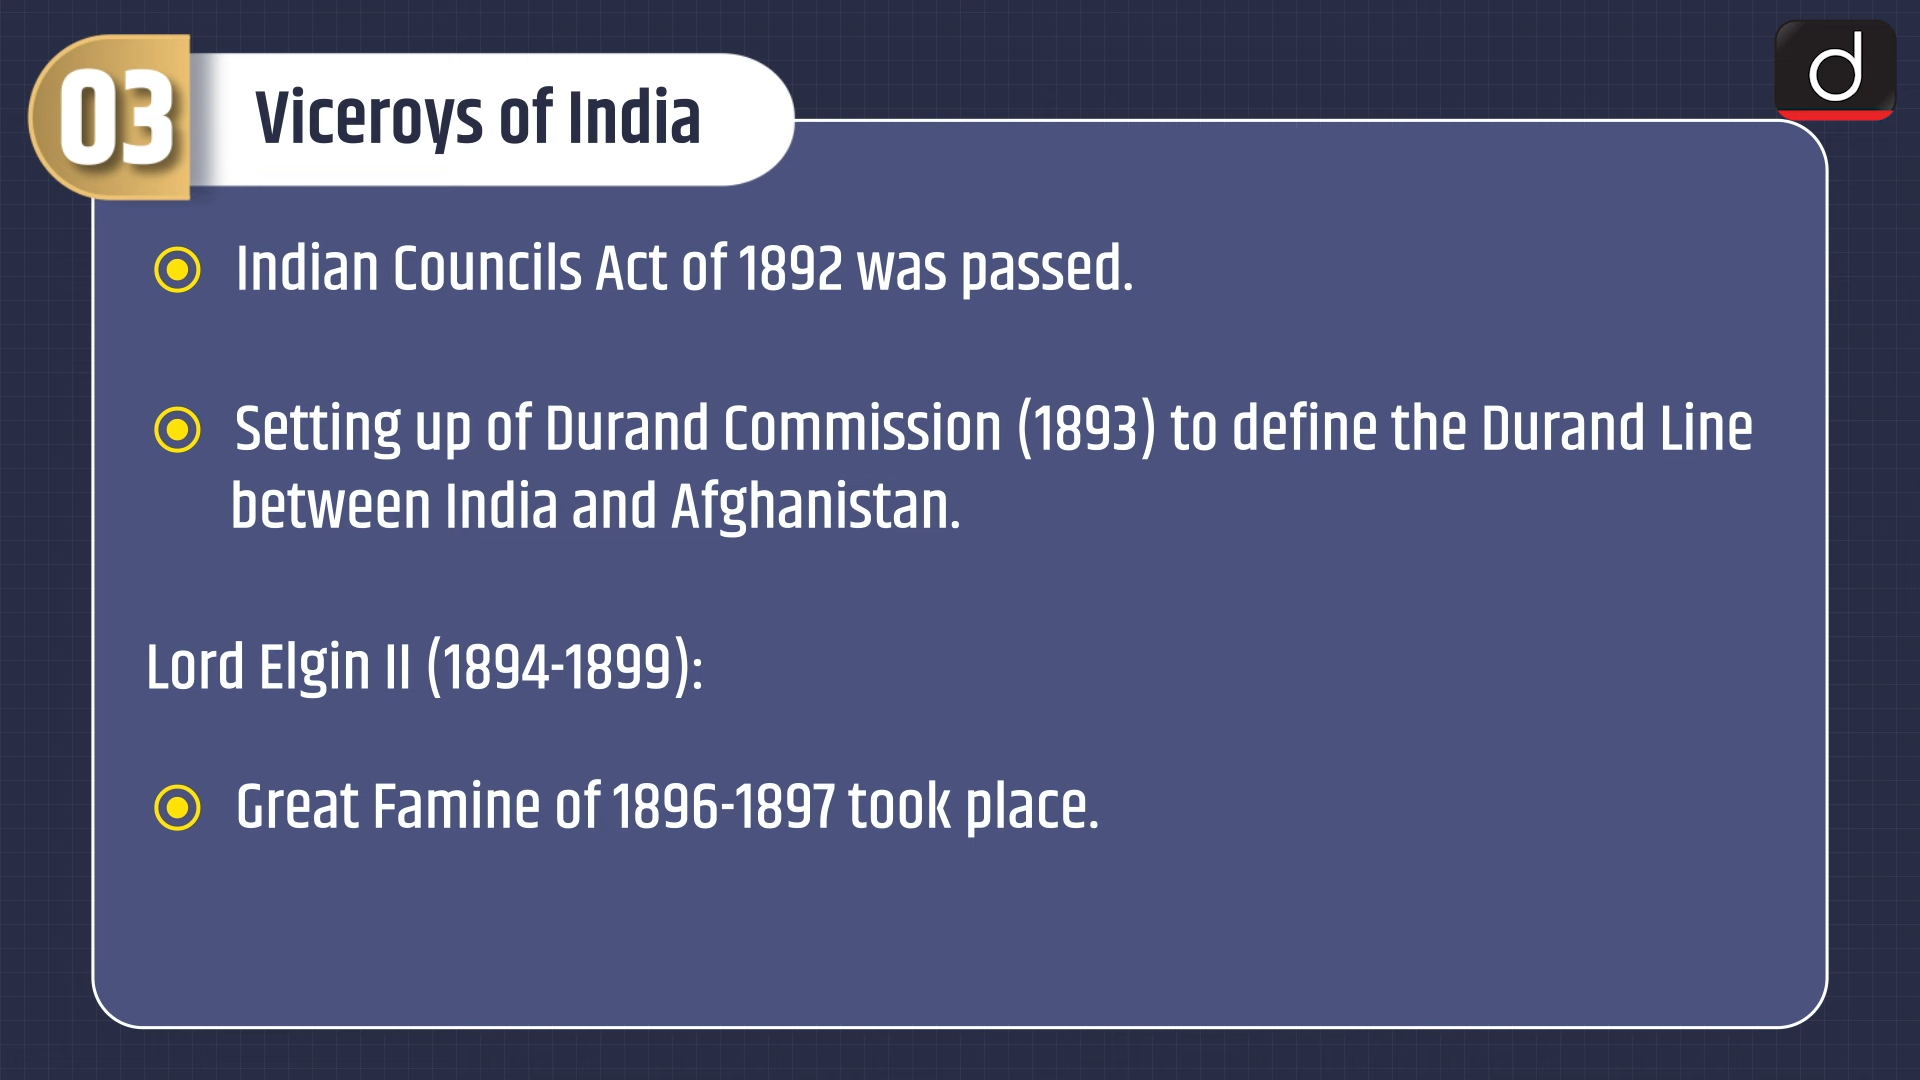 03
Viceroys of India
d
Indian Councils Act of 1892 was passed.
Setting up of Durand Commission (1893) to define the Durand Line
between India and Afghanistan.
Lord Elgin II (1894-1899):
Great Famine of 1896-1897 took place.